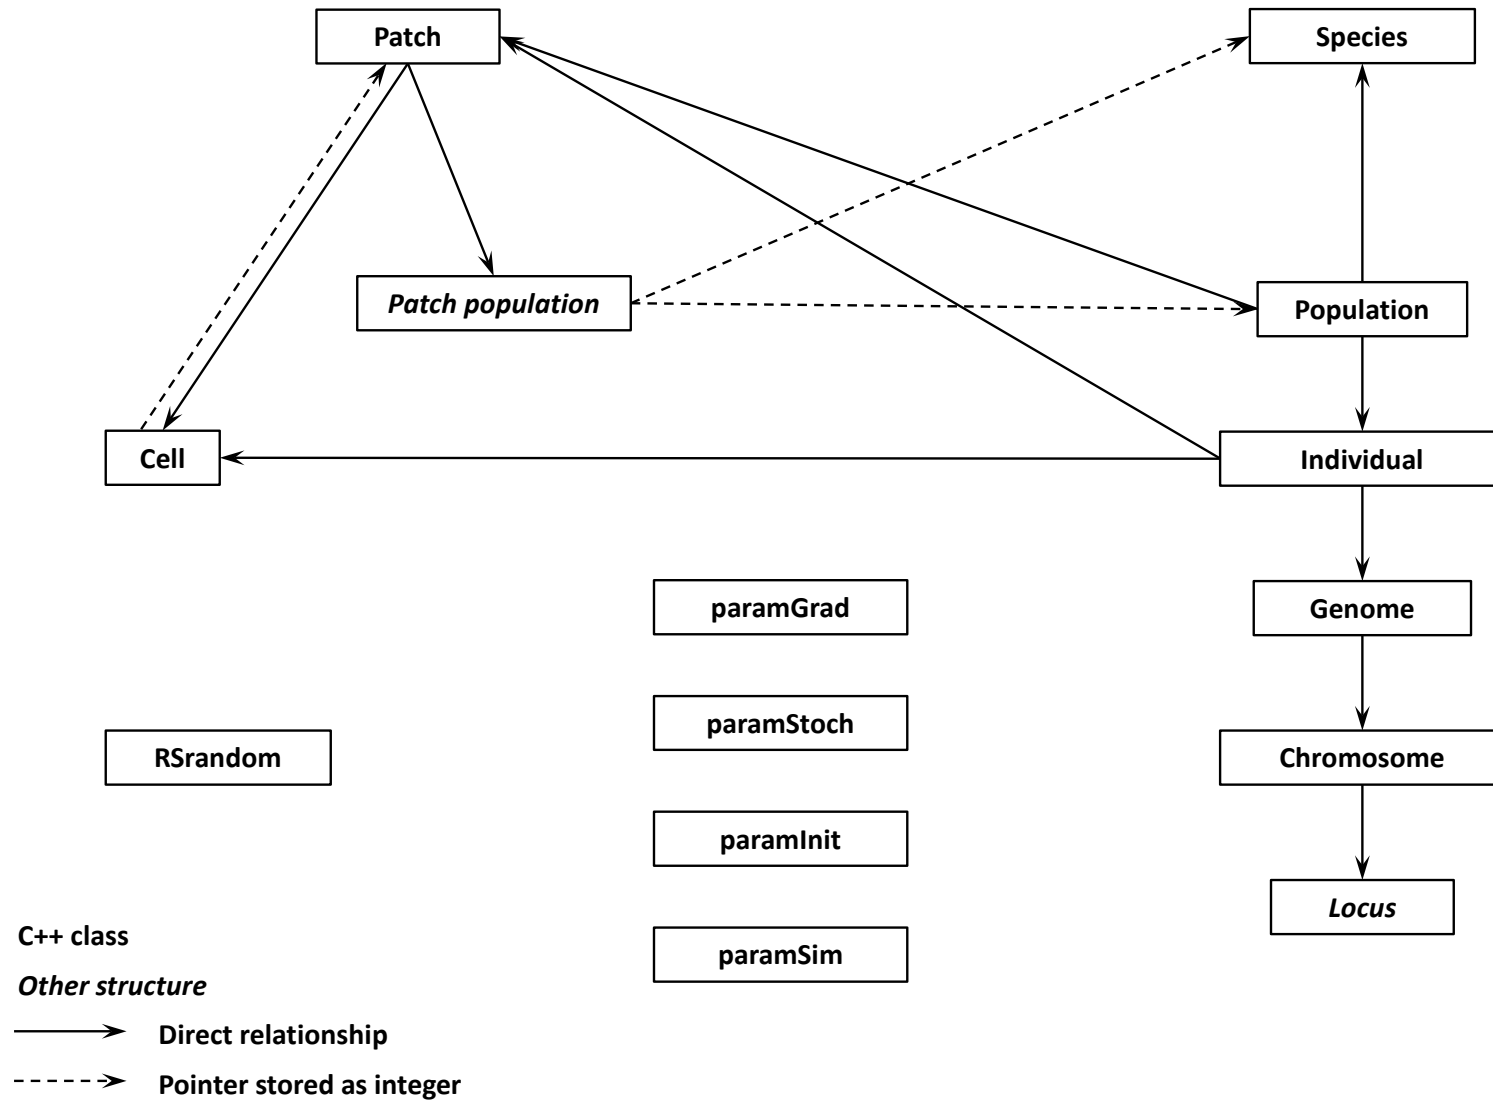 Patch
Species
Patch population
Population
Cell
Individual
paramGrad
Genome
paramStoch
RSrandom
Chromosome
paramInit
Locus
C++ class
paramSim
Other structure
Direct relationship
Pointer stored as integer